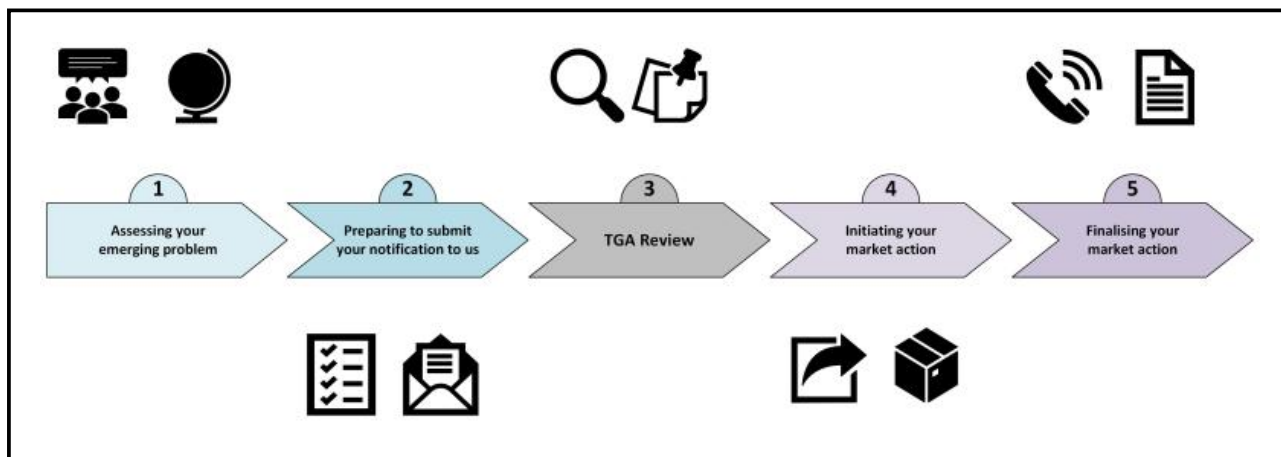 1
Assessing your
emerging problem
2
Preparing to submit
your notification to us
3
TGA Review
4
Initiating your
market action
5
Finalising your
market action